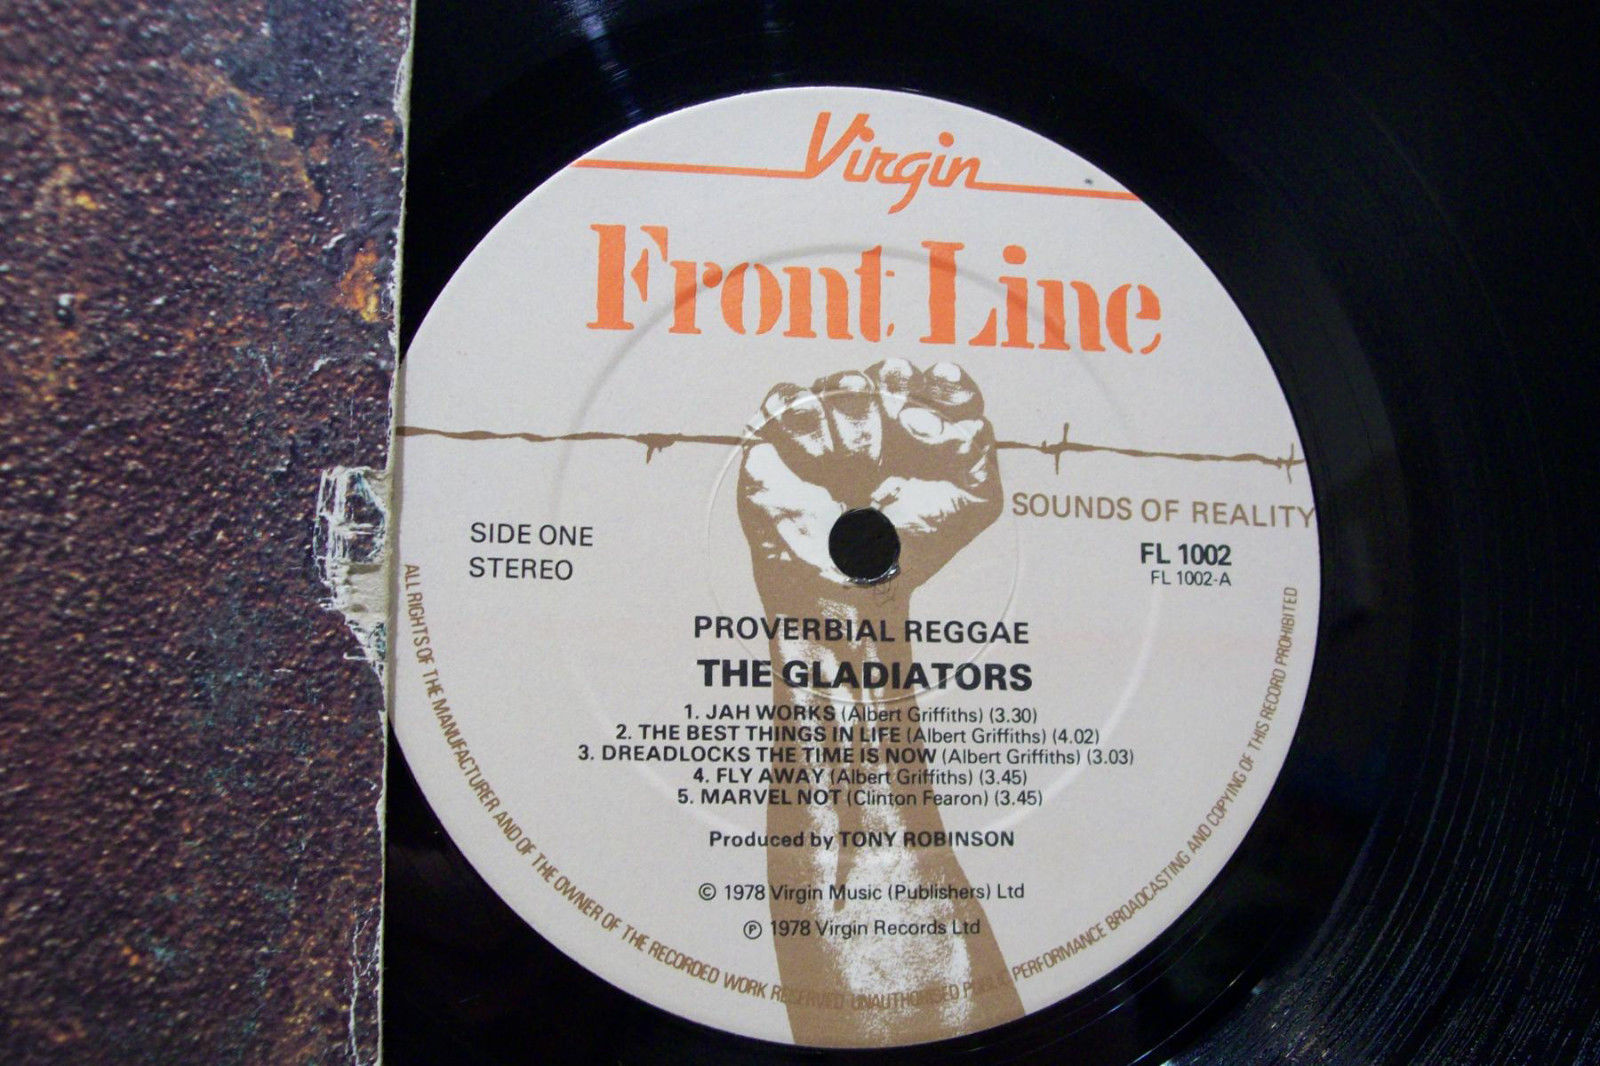 Virgin
Front Line
SOUNDS OF REALITY
SIDE ONE
STEREO
FL 1002
FL 1002-A
PROVERBIAL REGGAE
THE GLADIATORS
1. JAH WORKS (Albert Griffiths) (3.30)
2. THE BEST THINGS IN LIFE (Albert Griffiths) (4.02)
3. DREADLOCKS THE TIME IS NOW (Albert Griffiths) (3.03)
4. FLY AWAY (Albert Griffiths) (3.45)
5. MARVEL NOT (Clinton Fearon) (3.45)
Produced by TONY ROBINSON
© 1978 Virgin Music (Publishers) Ltd
℗ 1978 Virgin Records Ltd
ALL RIGHTS OF THE MANUFACTURER AND OF THE OWNER OF THE RECORDED WORK RESERVED UNAUTHORISED PUBLIC PERFORMANCE BROADCASTING AND COPYING OF THIS RECORD PROHIBITED